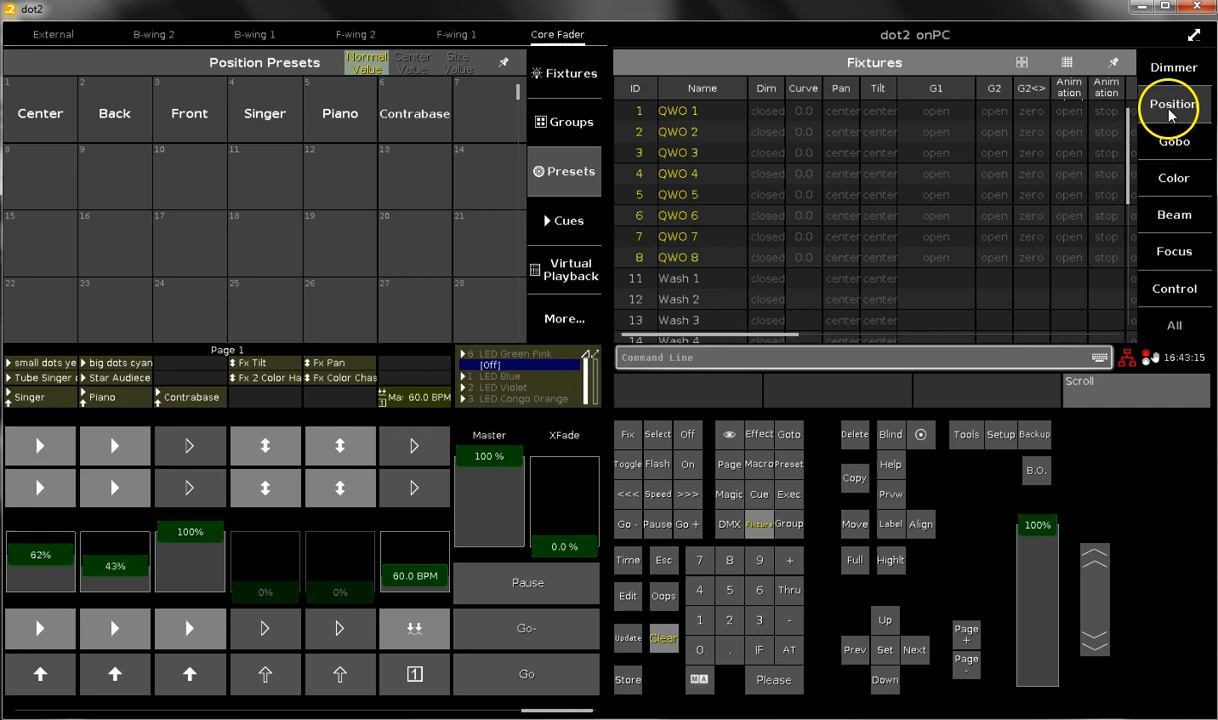 dot2
External B-wing 2 B-wing 1 F-wing 2 F-wing 1 Core Fader
dot2 onPC
Position Presets Normal Value Center Value Size Value
1 2 3 4 5 6 7
Center Back Front Singer Piano Contrabase
8 9 10 11 12 13 14
15 16 17 18 19 20 21
22 23 24 25 26 27 28
Fixtures
Groups
Presets
Cues
Virtual Playback
More...
Fixtures
ID Name Dim Curve Pan Tilt G1 G2 G2<> Anim ation Anim ation
1 QWO 1 closed 0.0 center center open open zero open stop
2 QWO 2 closed 0.0 center center open open zero open stop
3 QWO 3 closed 0.0 center center open open zero open stop
4 QWO 4 closed 0.0 center center open open zero open stop
5 QWO 5 closed 0.0 center center open open zero open stop
6 QWO 6 closed 0.0 center center open open zero open stop
7 QWO 7 closed 0.0 center center open open zero open stop
8 QWO 8 closed 0.0 center center open open zero open stop
11 Wash 1 closed center center
12 Wash 2 closed center center
13 Wash 3 closed center center
14 Wash 4 closed center center
Dimmer
Position
Gobo
Color
Beam
Focus
Control
All
Page 1
small dots ye big dots cyan Fx Tilt Fx Pan
Tube Singer Star Audiece Fx 2 Color Ha Fx Color Chas
Singer Piano Contrabase 1 Ma: 60.0 BPM
6 LED Green Pink
[Off]
1 LED Blue
2 LED Violet
3 LED Congo Orange
Command Line
16:43:15
Scroll
Master XFade
100 %
0.0 %
62% 43% 100% 0% 0% 60.0 BPM
Pause
Go-
Go
1
Fix Select Off Effect Goto Delete Blind Tools Setup Backup
Toggle Flash On Page Macro Preset Copy Help B.O.
<<< Speed >>> Magic Cue Exec Prvw
Go - Pause Go + DMX Fixture Group Move Label Align 100%
Time Esc 7 8 9 + Full Highlt
Edit Oops 4 5 6 Thru
Update Clear 1 2 3 - Up Page +
0 . IF AT Prev Set Next Page -
Store MA Please Down